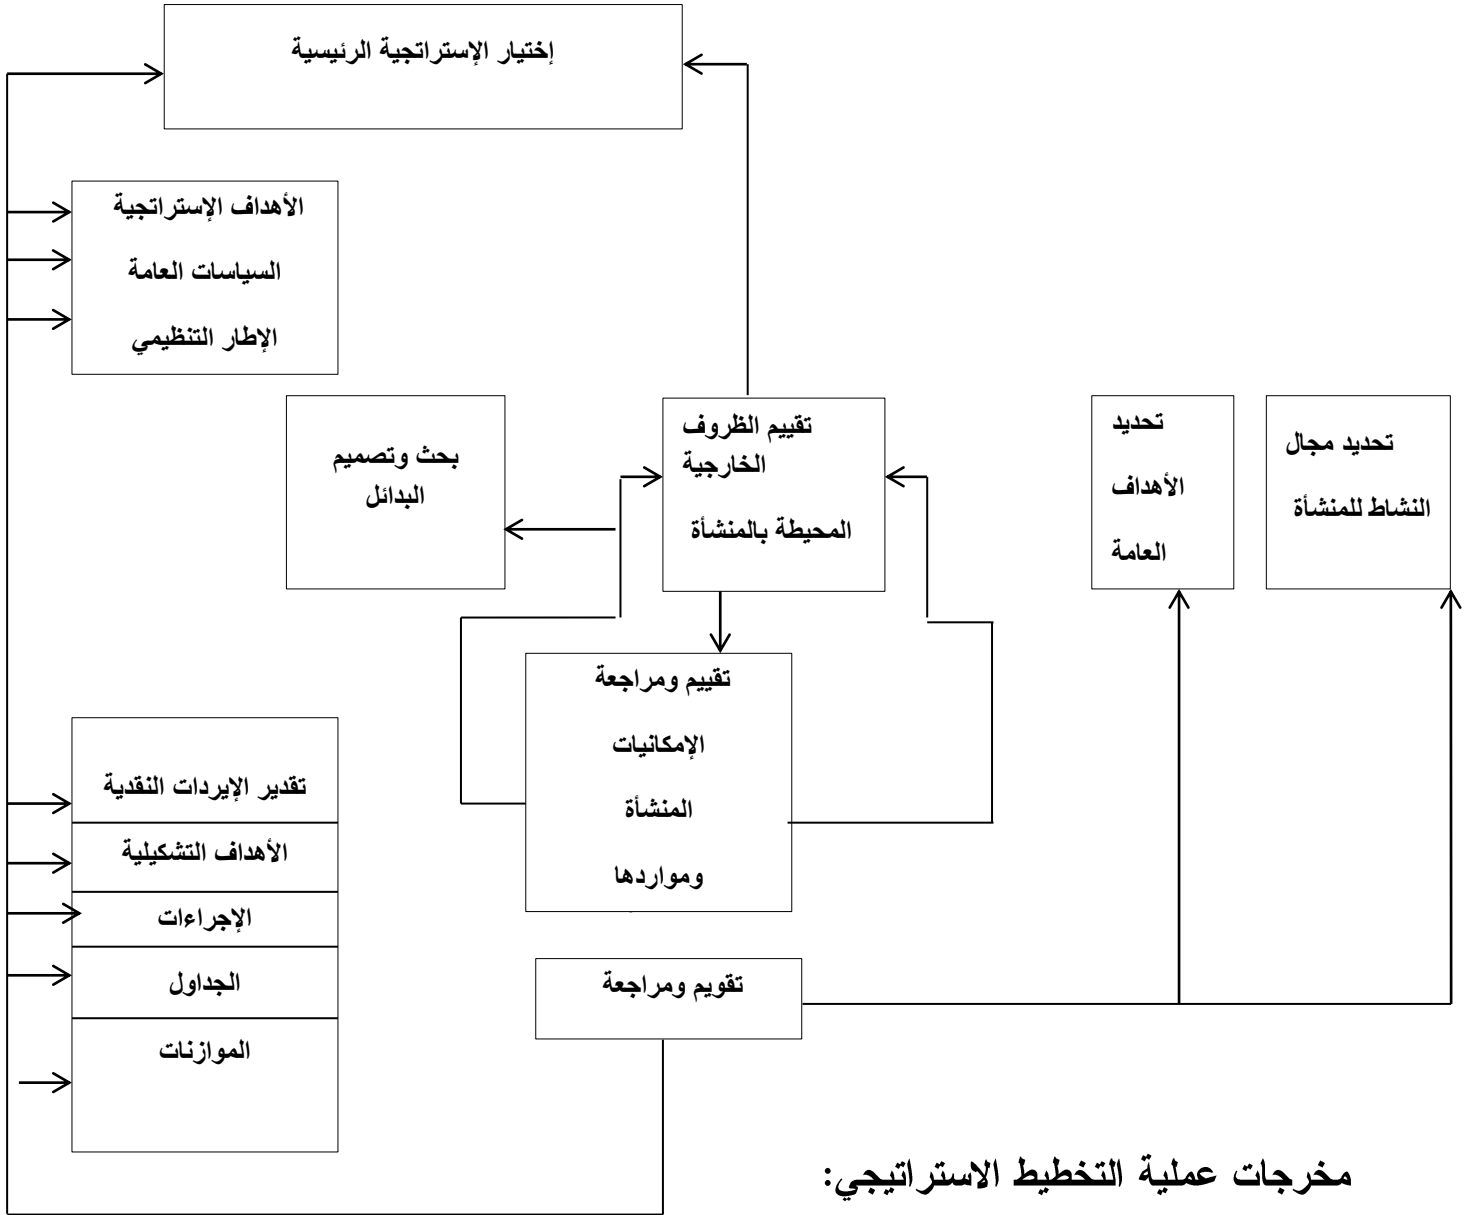 إختيار الإستراتجية الرئيسية
الأهداف الإستراتجية
السياسات العامة
الإطار التنظيمي
تحديد مجال
النشاط للمنشأة
تحديد
الأهداف
العامة
تقييم الظروف
الخارجية
المحيطة بالمنشأة
بحث وتصميم
البدائل
تقييم ومراجعة
الإمكانيات
المنشأة
ومواردها
تقدير الإيردات النقدية
الأهداف التشكيلية
الإجراءات
الجداول
الموازنات
تقويم ومراجعة
مخرجات عملية التخطيط الاستراتيجي: